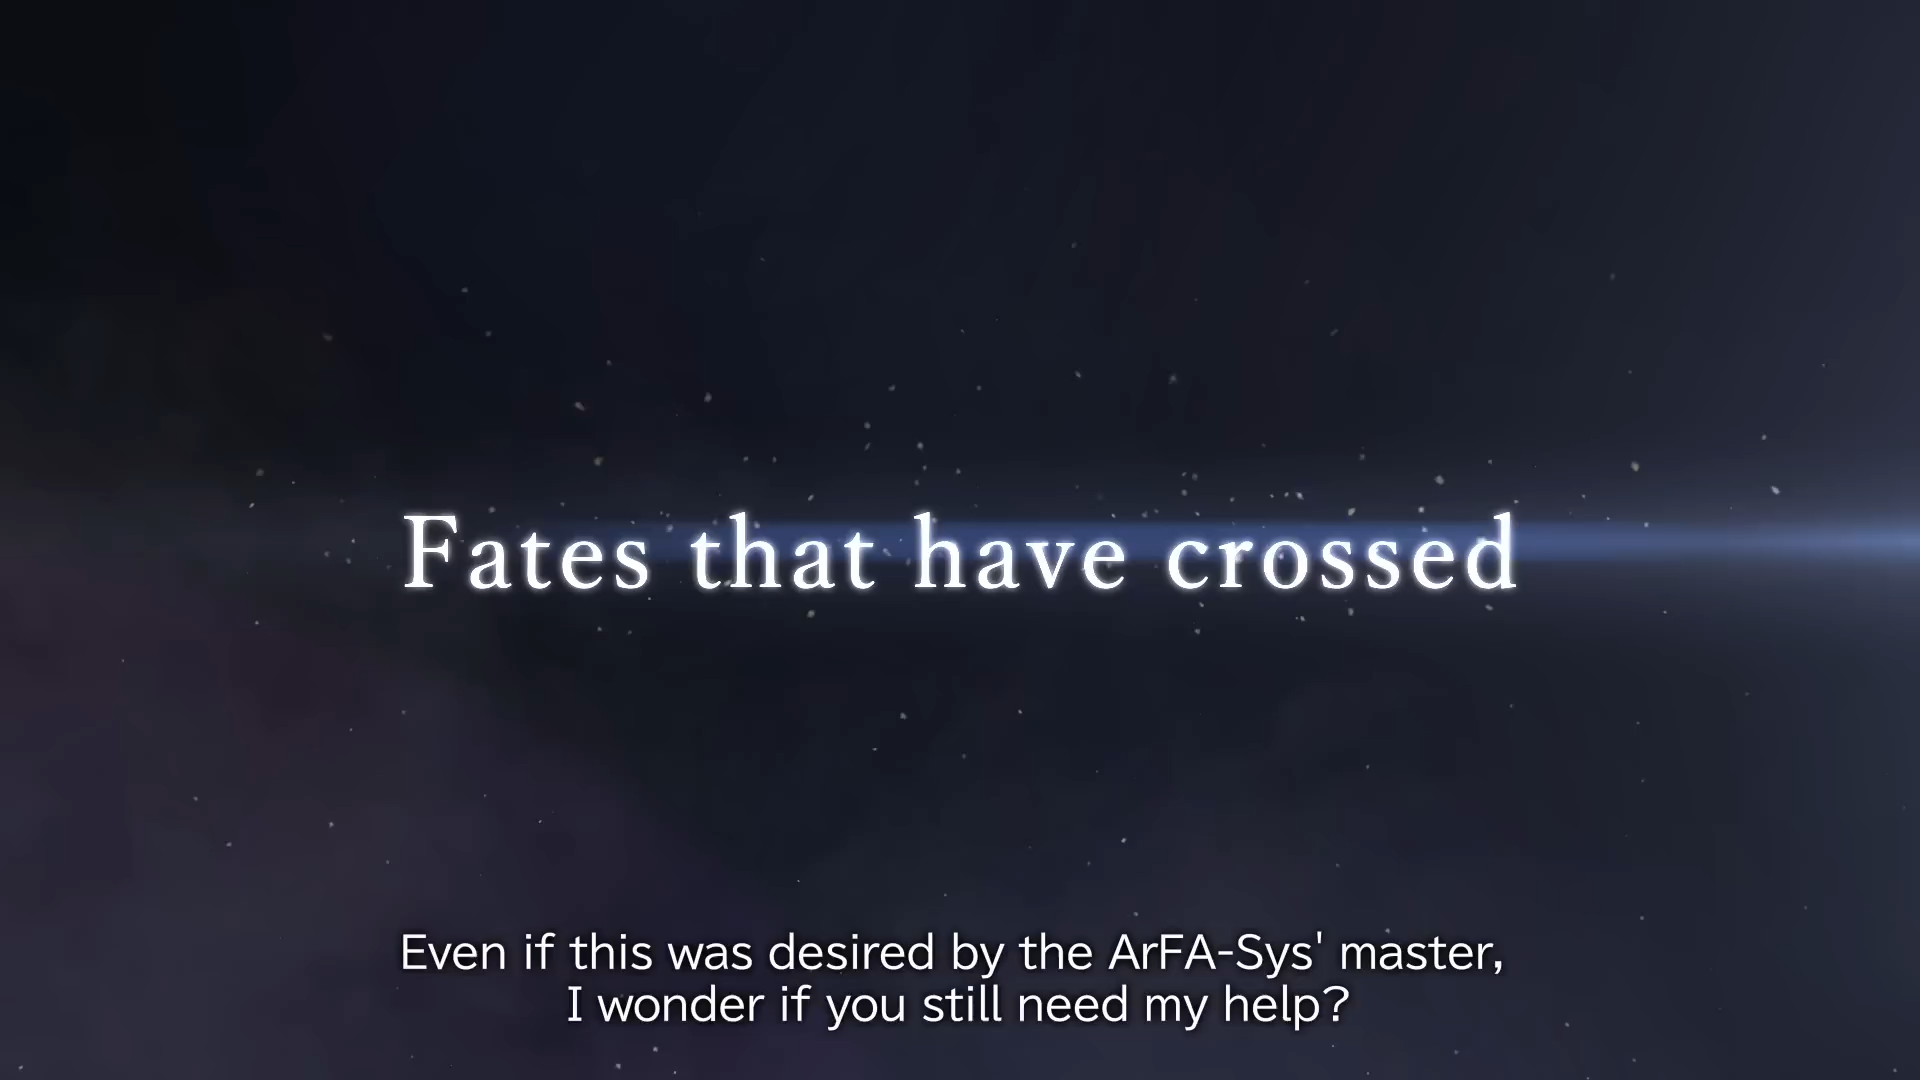 Fates that have crossed
Even if this was desired by the ArFA-Sys' master,
I wonder if you still need my help?